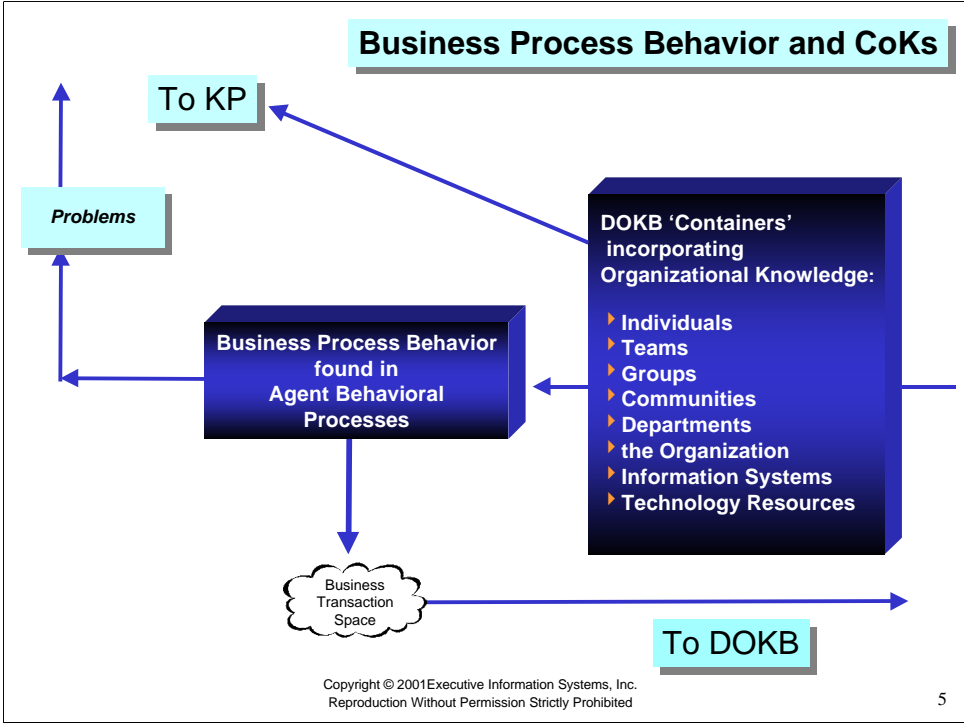 Business Process Behavior and CoKs
To KP
Problems
DOKB ‘Containers’
incorporating
Organizational Knowledge:
Individuals
Teams
Groups
Communities
Departments
the Organization
Information Systems
Technology Resources
Business Process Behavior
found in
Agent Behavioral
Processes
Business
Transaction
Space
To DOKB
Copyright © 2001Executive Information Systems, Inc.
Reproduction Without Permission Strictly Prohibited
5